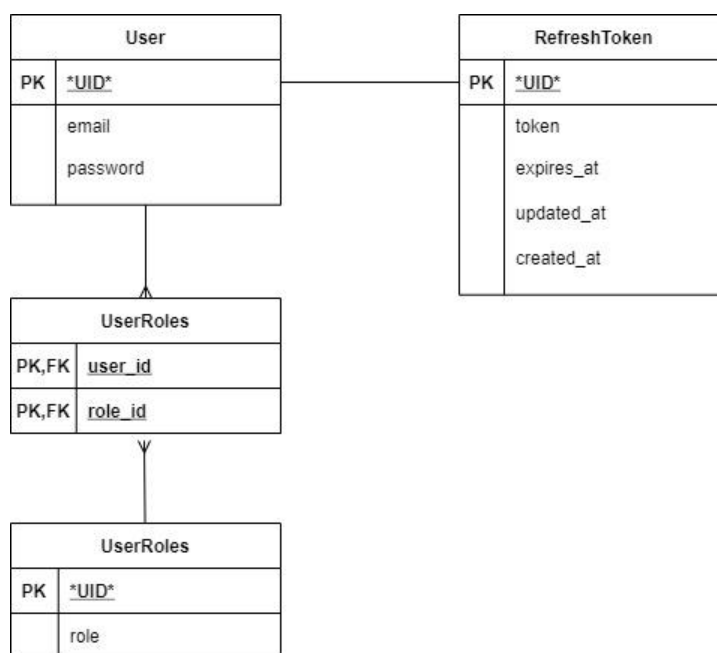 User
PK *UID*
email
password
RefreshToken
PK *UID*
token
expires_at
updated_at
created_at
UserRoles
PK,FK user_id
PK,FK role_id
UserRoles
PK *UID*
role